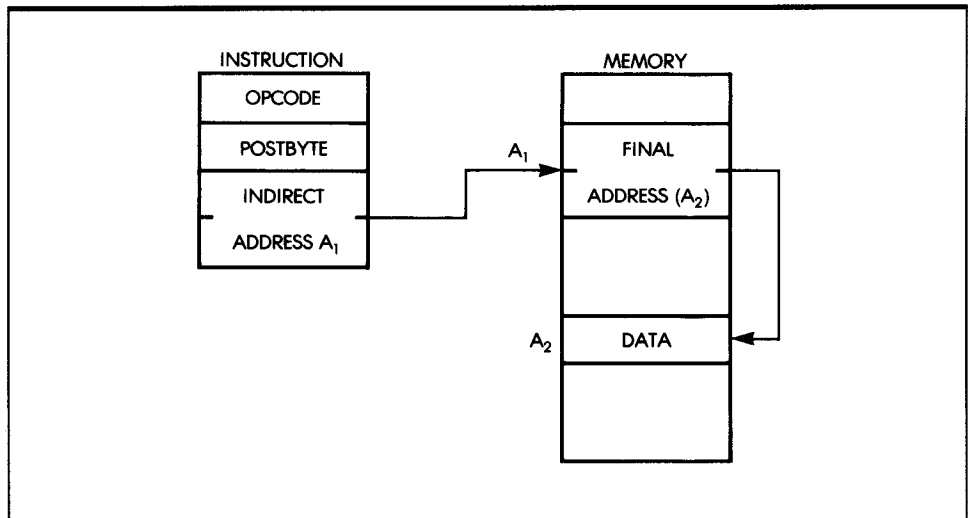 INSTRUCTION
OPCODE
POSTBYTE
INDIRECT
ADDRESS A₁
MEMORY
A₁
FINAL
ADDRESS (A₂)
A₂
DATA